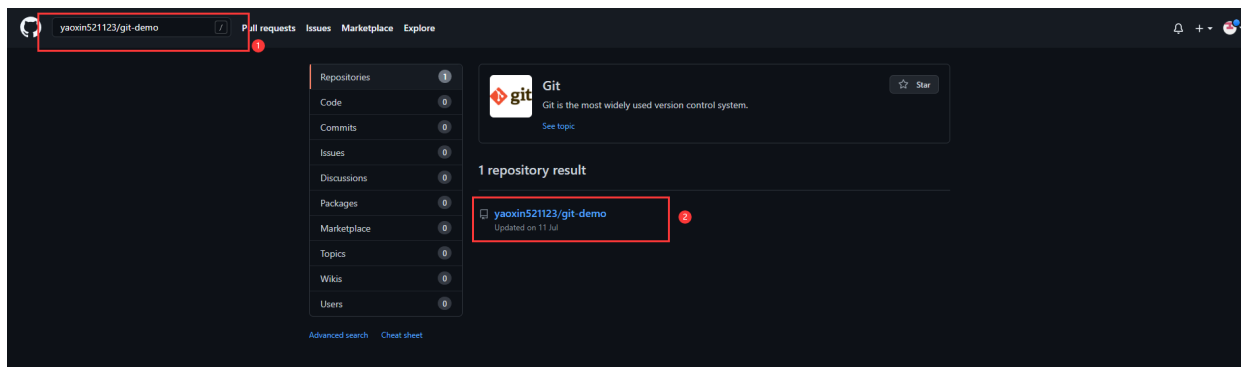 yaoxin521123/git-demo / Pull requests Issues Marketplace Explore
1
Repositories 1
Code 0
Commits 0
Issues 0
Discussions 0
Packages 0
Marketplace 0
Topics 0
Wikis 0
Users 0
Advanced search Cheat sheet
git
Git
Star
Git is the most widely used version control system.
See topic
1 repository result
yaoxin521123/git-demo
2
Updated on 11 Jul